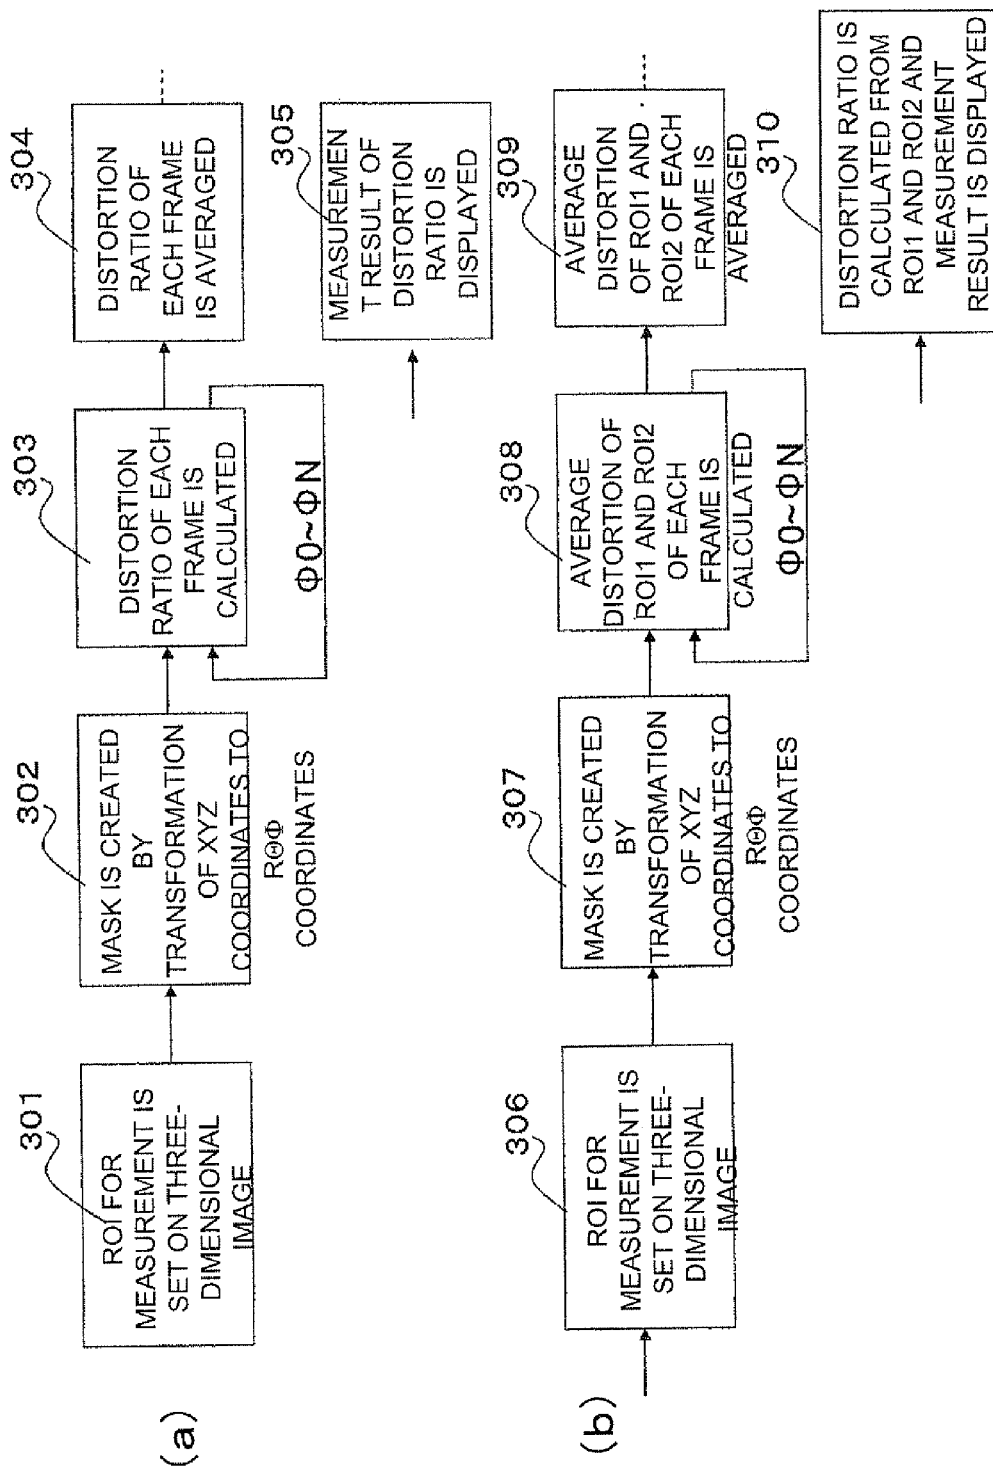 (a)
301
ROI FOR
MEASUREMENT IS
SET ON THREE-
DIMENSIONAL
IMAGE
302
MASK IS CREATED
BY
TRANSFORMATION
OF XYZ
COORDINATES TO
RΘΦ
COORDINATES
303
DISTORTION
RATIO OF EACH
FRAME IS
CALCULATED
Φ0~ΦN
304
DISTORTION
RATIO OF
EACH FRAME
IS AVERAGED
305
MEASUREMEN
T RESULT OF
DISTORTION
RATIO IS
DISPLAYED
(b)
306
ROI FOR
MEASUREMENT IS
SET ON THREE-
DIMENSIONAL
IMAGE
307
MASK IS CREATED
BY
TRANSFORMATION
OF XYZ
COORDINATES TO
RΘΦ
COORDINATES
308
AVERAGE
DISTORTION OF
ROI1 AND ROI2
OF EACH
FRAME IS
CALCULATED
Φ0~ΦN
309
AVERAGE
DISTORTION
OF ROI1 AND
ROI2 OF EACH
FRAME IS
AVERAGED
310
DISTORTION RATIO IS
CALCULATED FROM
ROI1 AND ROI2 AND
MEASUREMENT
RESULT IS DISPLAYED